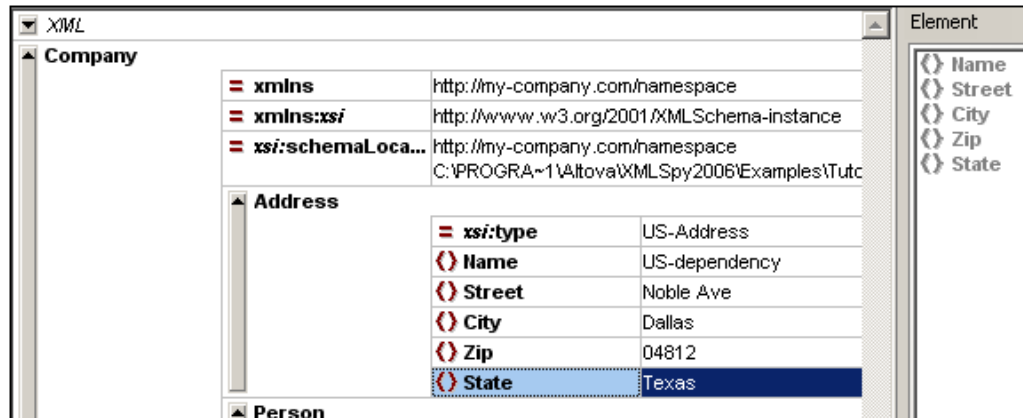 XML
Element
Company
= xmlns http://my-company.com/namespace
= xmlns:xsi http://www.w3.org/2001/XMLSchema-instance
= xsi:schemaLoca... http://my-company.com/namespace
C:\PROGRA~1\Altova\XMLSpy2006\Examples\Tuto
Address
= xsi:type US-Address
() Name US-dependency
() Street Noble Ave
() City Dallas
() Zip 04812
() State Texas
Person
() Name
() Street
() City
() Zip
() State